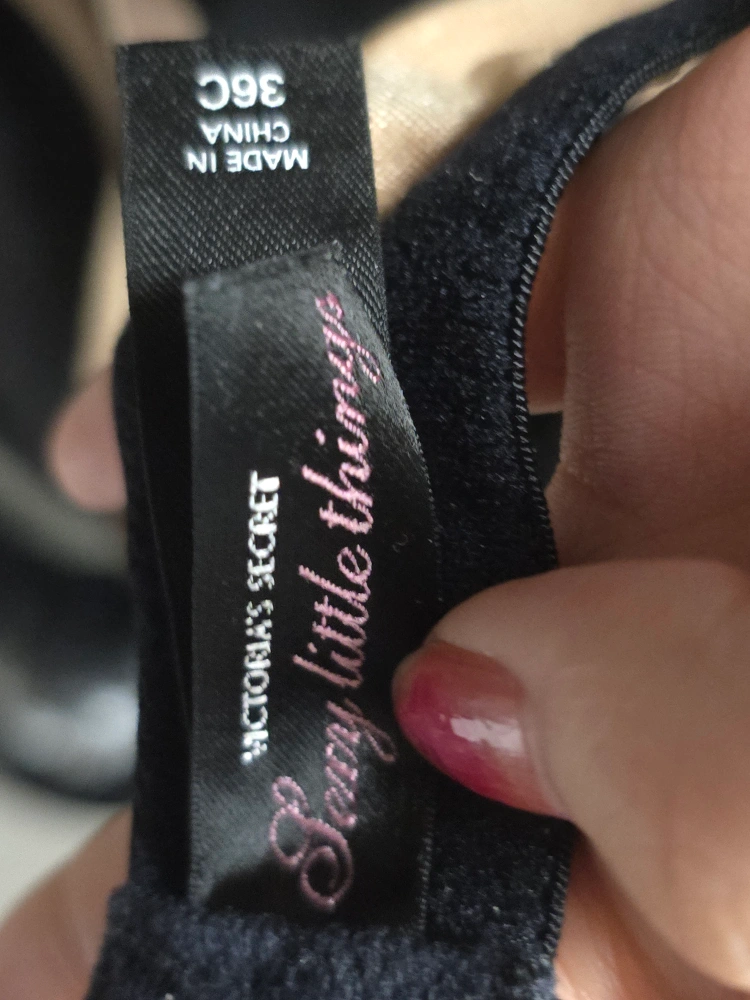 VICTORIA'S SECRET
Sexy little things
MADE IN
CHINA
36C